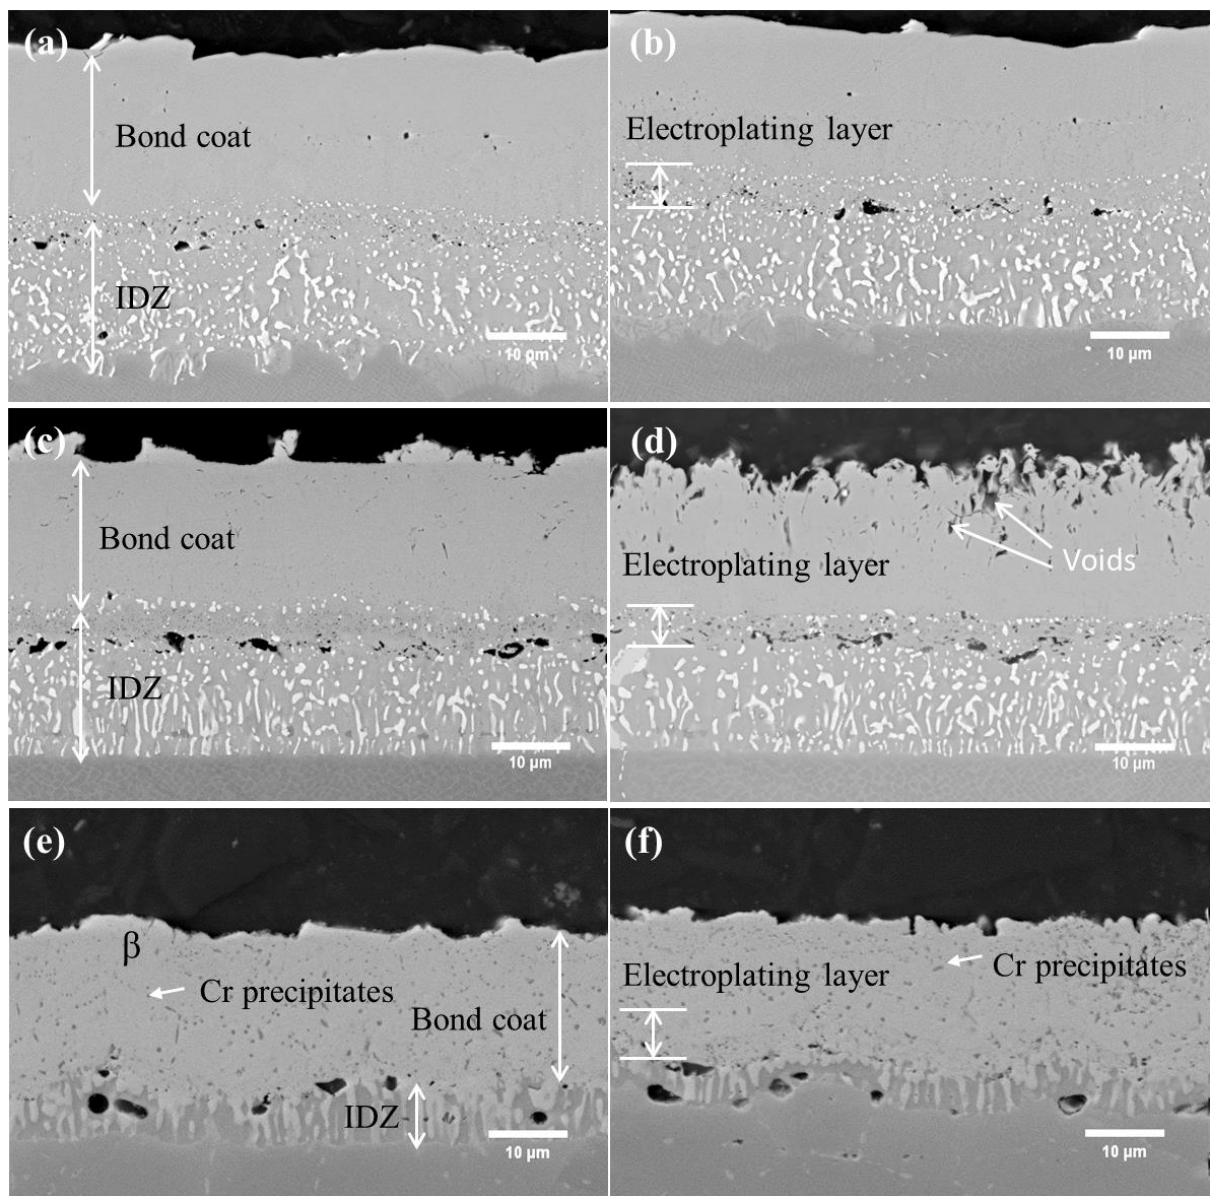 (a)
Bond coat
IDZ
10 μm
(b)
Electroplating layer
10 μm
(c)
Bond coat
IDZ
10 μm
(d)
Electroplating layer
Voids
10 μm
(e)
β
Cr precipitates
Bond coat
IDZ
10 μm
(f)
Cr precipitates
Electroplating layer
10 μm